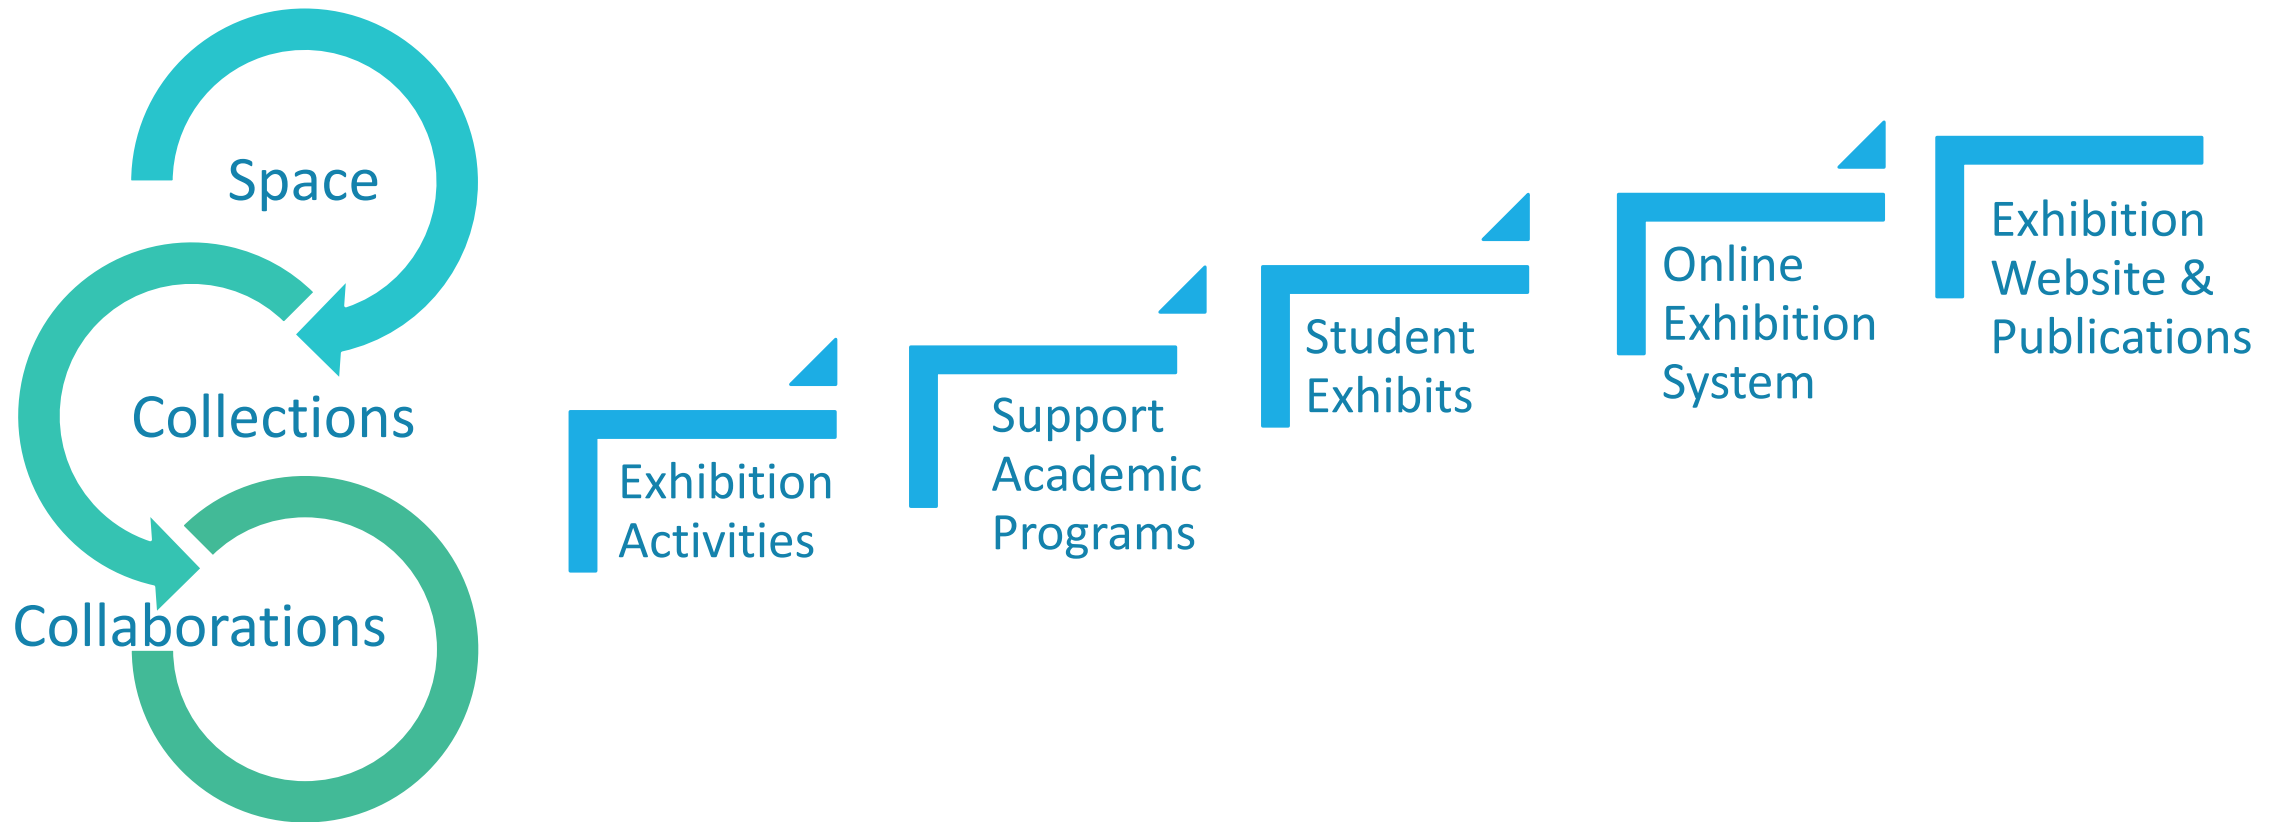 Space
Collections
Collaborations
Exhibition
Activities
Support
Academic
Programs
Student
Exhibits
Online
Exhibition
System
Exhibition
Website &
Publications